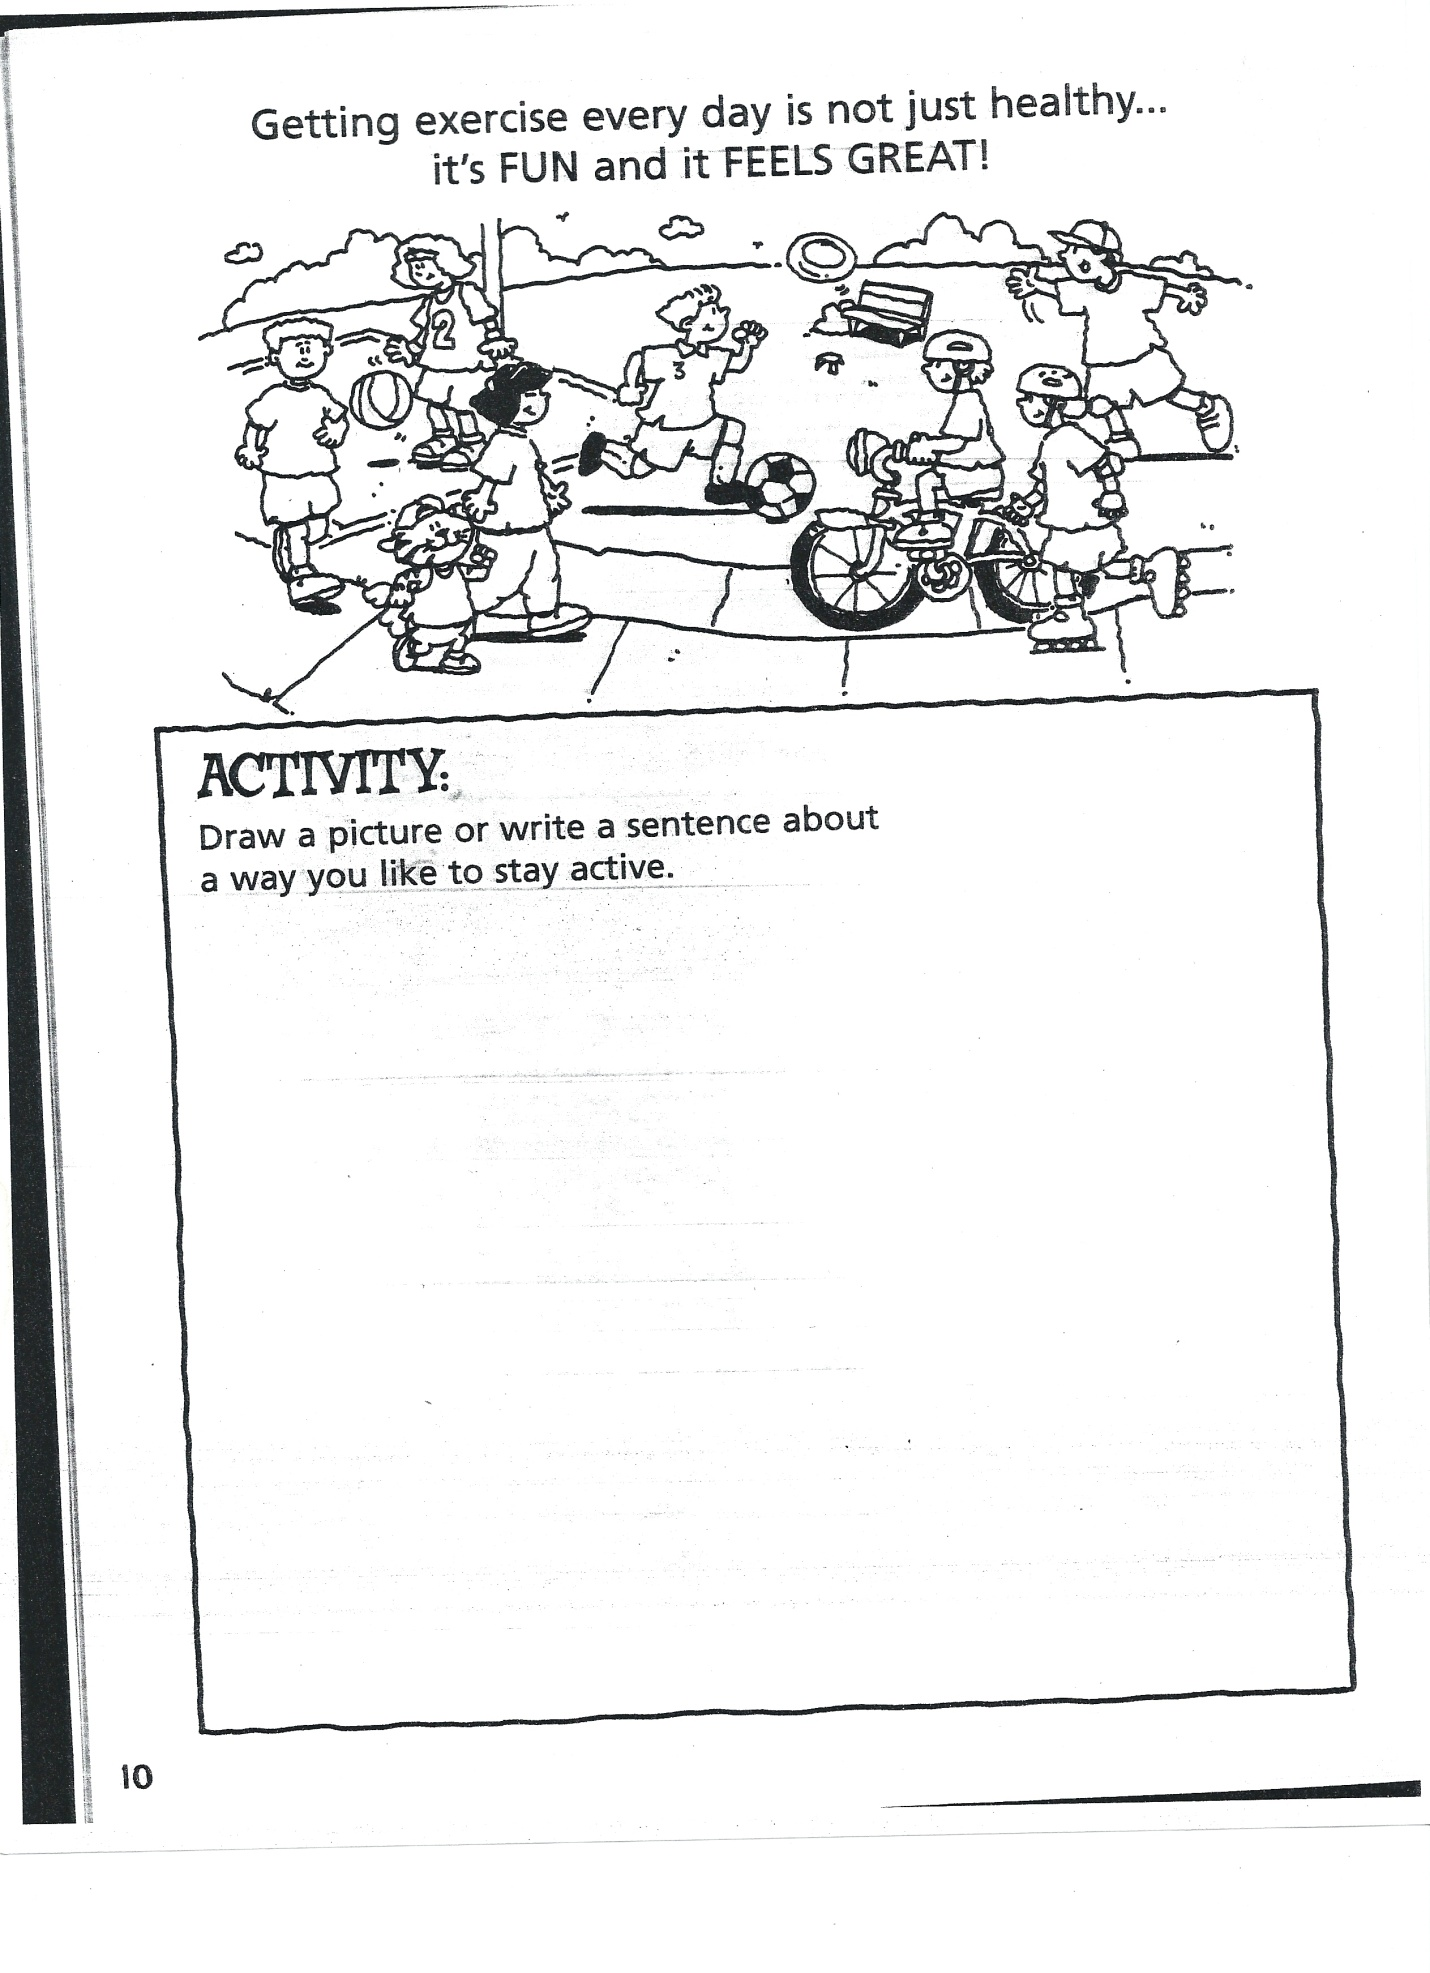 Getting exercise every day is not just healthy...
it's FUN and it FEELS GREAT!
2
3
ACTIVITY:
Draw a picture or write a sentence about
a way you like to stay active.
10